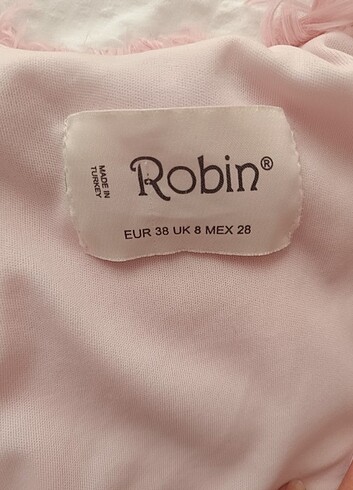 MADE IN
TURKEY
Robin®
EUR 38 UK 8 MEX 28